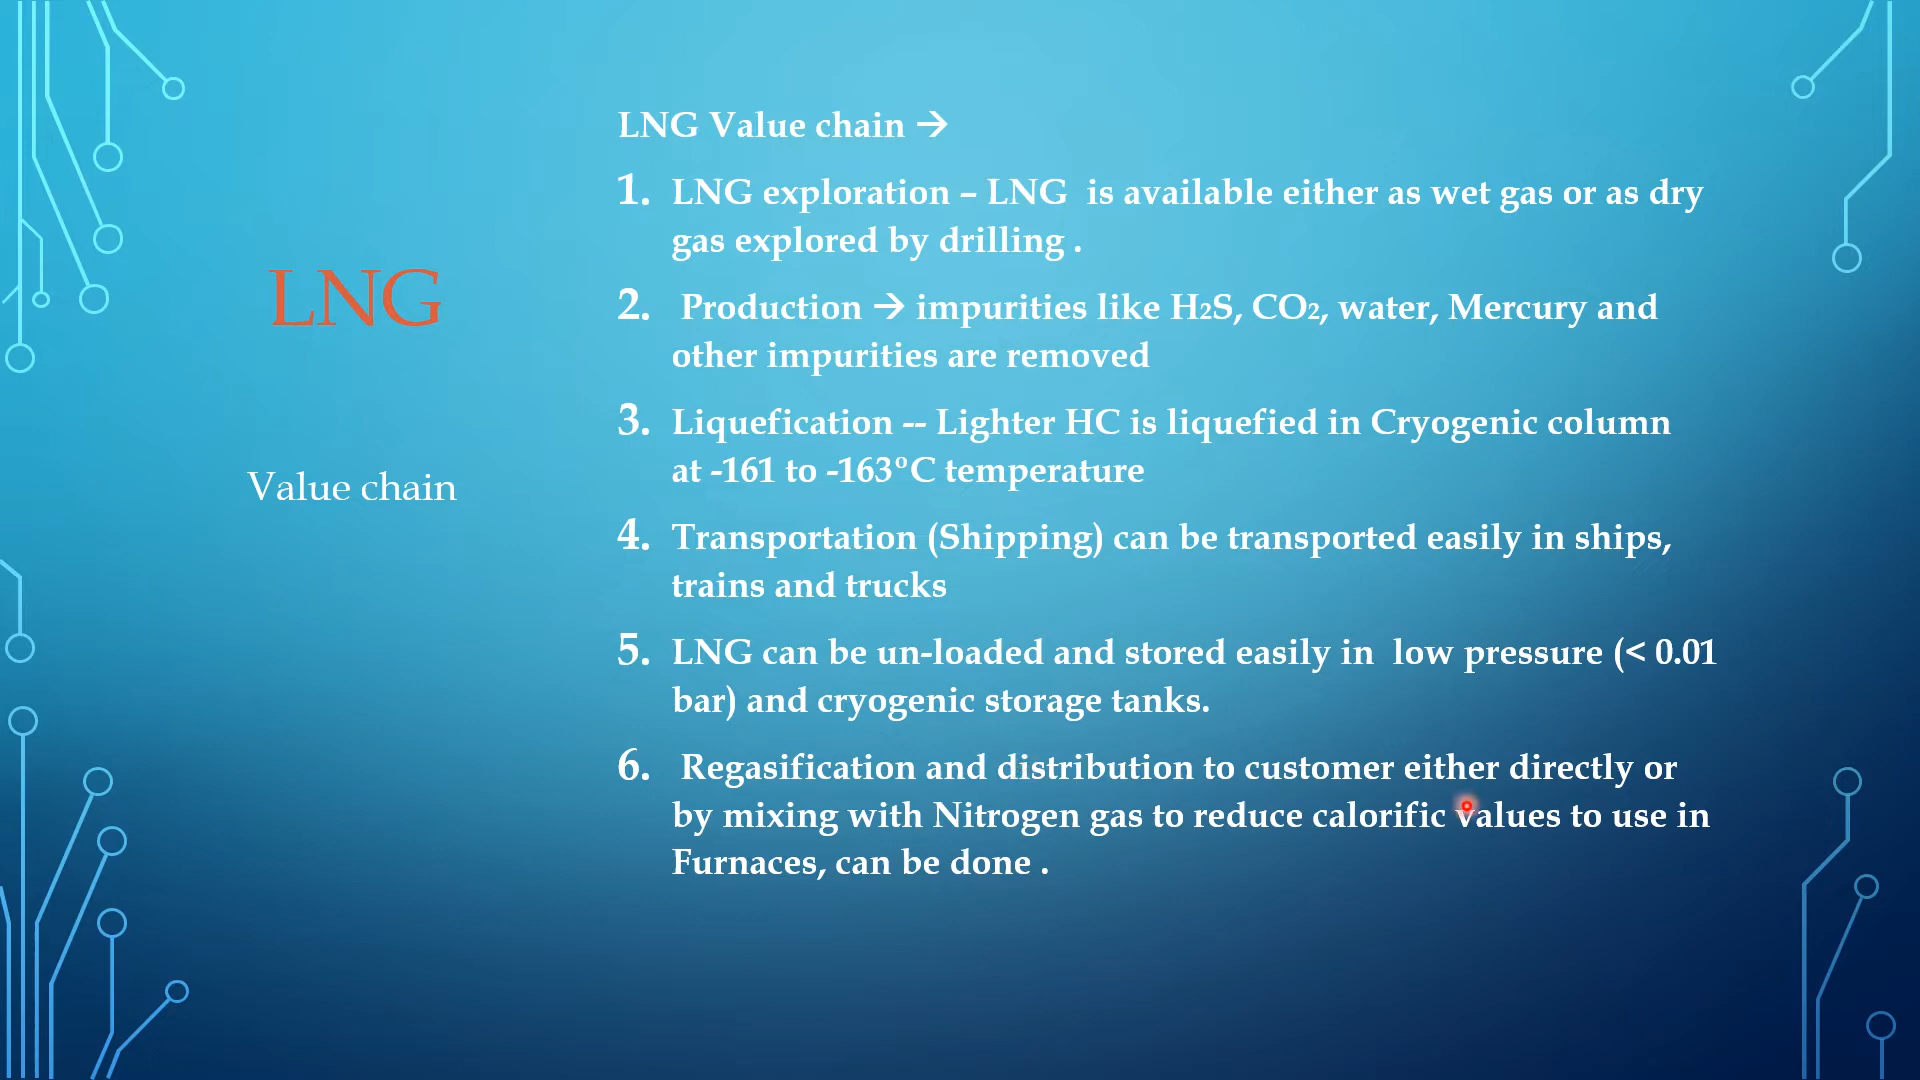 LNG
Value chain
LNG Value chain →
1. LNG exploration – LNG  is available either as wet gas or as dry
gas explored by drilling .
2.  Production → impurities like H₂S, CO₂, water, Mercury and
other impurities are removed
3. Liquefication -- Lighter HC is liquefied in Cryogenic column
at -161 to -163°C temperature
4. Transportation (Shipping) can be transported easily in ships,
trains and trucks
5. LNG can be un-loaded and stored easily in  low pressure (< 0.01
bar) and cryogenic storage tanks.
6.  Regasification and distribution to customer either directly or
by mixing with Nitrogen gas to reduce calorific values to use in
Furnaces, can be done .